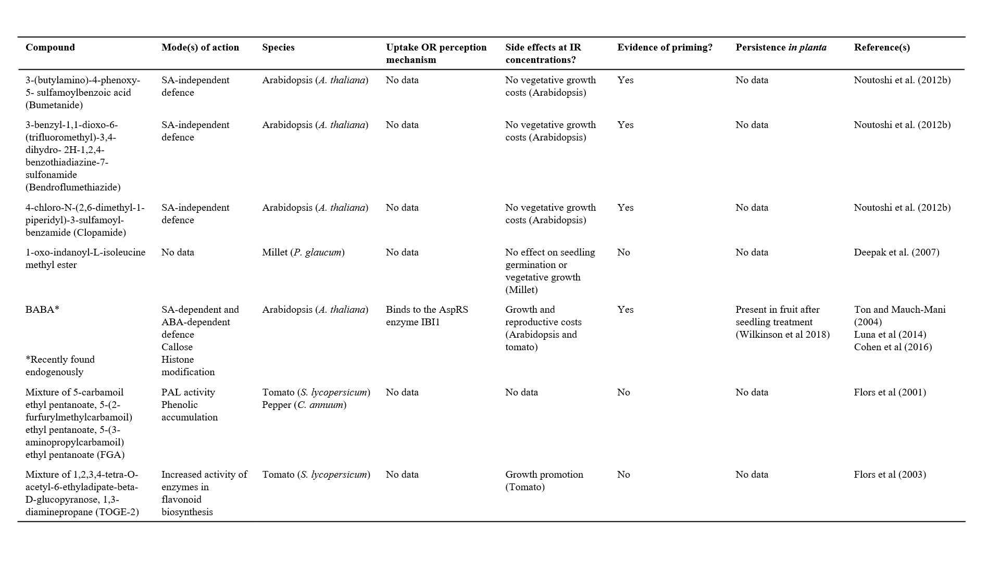 Compound
Mode(s) of action
Species
Uptake OR perception
mechanism
Side effects at IR
concentrations?
Evidence of priming?
Persistence in planta
Reference(s)
3-(butylamino)-4-phenoxy-
5- sulfamoylbenzoic acid
(Bumetanide)
SA-independent
defence
Arabidopsis (A. thaliana)
No data
No vegetative growth
costs (Arabidopsis)
Yes
No data
Noutoshi et al. (2012b)
3-benzyl-1,1-dioxo-6-
(trifluoromethyl)-3,4-
dihydro- 2H-1,2,4-
benzothiadiazine-7-
sulfonamide
(Bendroflumethiazide)
SA-independent
defence
Arabidopsis (A. thaliana)
No data
No vegetative growth
costs (Arabidopsis)
Yes
No data
Noutoshi et al. (2012b)
4-chloro-N-(2,6-dimethyl-1-
piperidyl)-3-sulfamoyl-
benzamide (Clopamide)
SA-independent
defence
Arabidopsis (A. thaliana)
No data
No vegetative growth
costs (Arabidopsis)
Yes
No data
Noutoshi et al. (2012b)
1-oxo-indanoyl-L-isoleucine
methyl ester
No data
Millet (P. glaucum)
No data
No effect on seedling
germination or
vegetative growth
(Millet)
No
No data
Deepak et al. (2007)
BABA*
*Recently found
endogenously
SA-dependent and
ABA-dependent
defence
Callose
Histone
modification
Arabidopsis (A. thaliana)
Binds to the AspRS
enzyme IBI1
Growth and
reproductive costs
(Arabidopsis and
tomato)
Yes
Present in fruit after
seedling treatment
(Wilkinson et al 2018)
Ton and Mauch-Mani
(2004)
Luna et al (2014)
Cohen et al (2016)
Mixture of 5-carbamoil
ethyl pentanoate, 5-(2-
furfurylmethylcarbamoil)
ethyl pentanoate, 5-(3-
aminopropylcarbamoil)
ethyl pentanoate (FGA)
PAL activity
Phenolic
accumulation
Tomato (S. lycopersicum)
Pepper (C. annuum)
No data
No data
No
No data
Flors et al (2001)
Mixture of 1,2,3,4-tetra-O-
acetyl-6-ethyladipate-beta-
D-glucopyranose, 1,3-
diaminepropane (TOGE-2)
Increased activity of
enzymes in
flavonoid
biosynthesis
Tomato (S. lycopersicum)
No data
Growth promotion
(Tomato)
No
No data
Flors et al (2003)